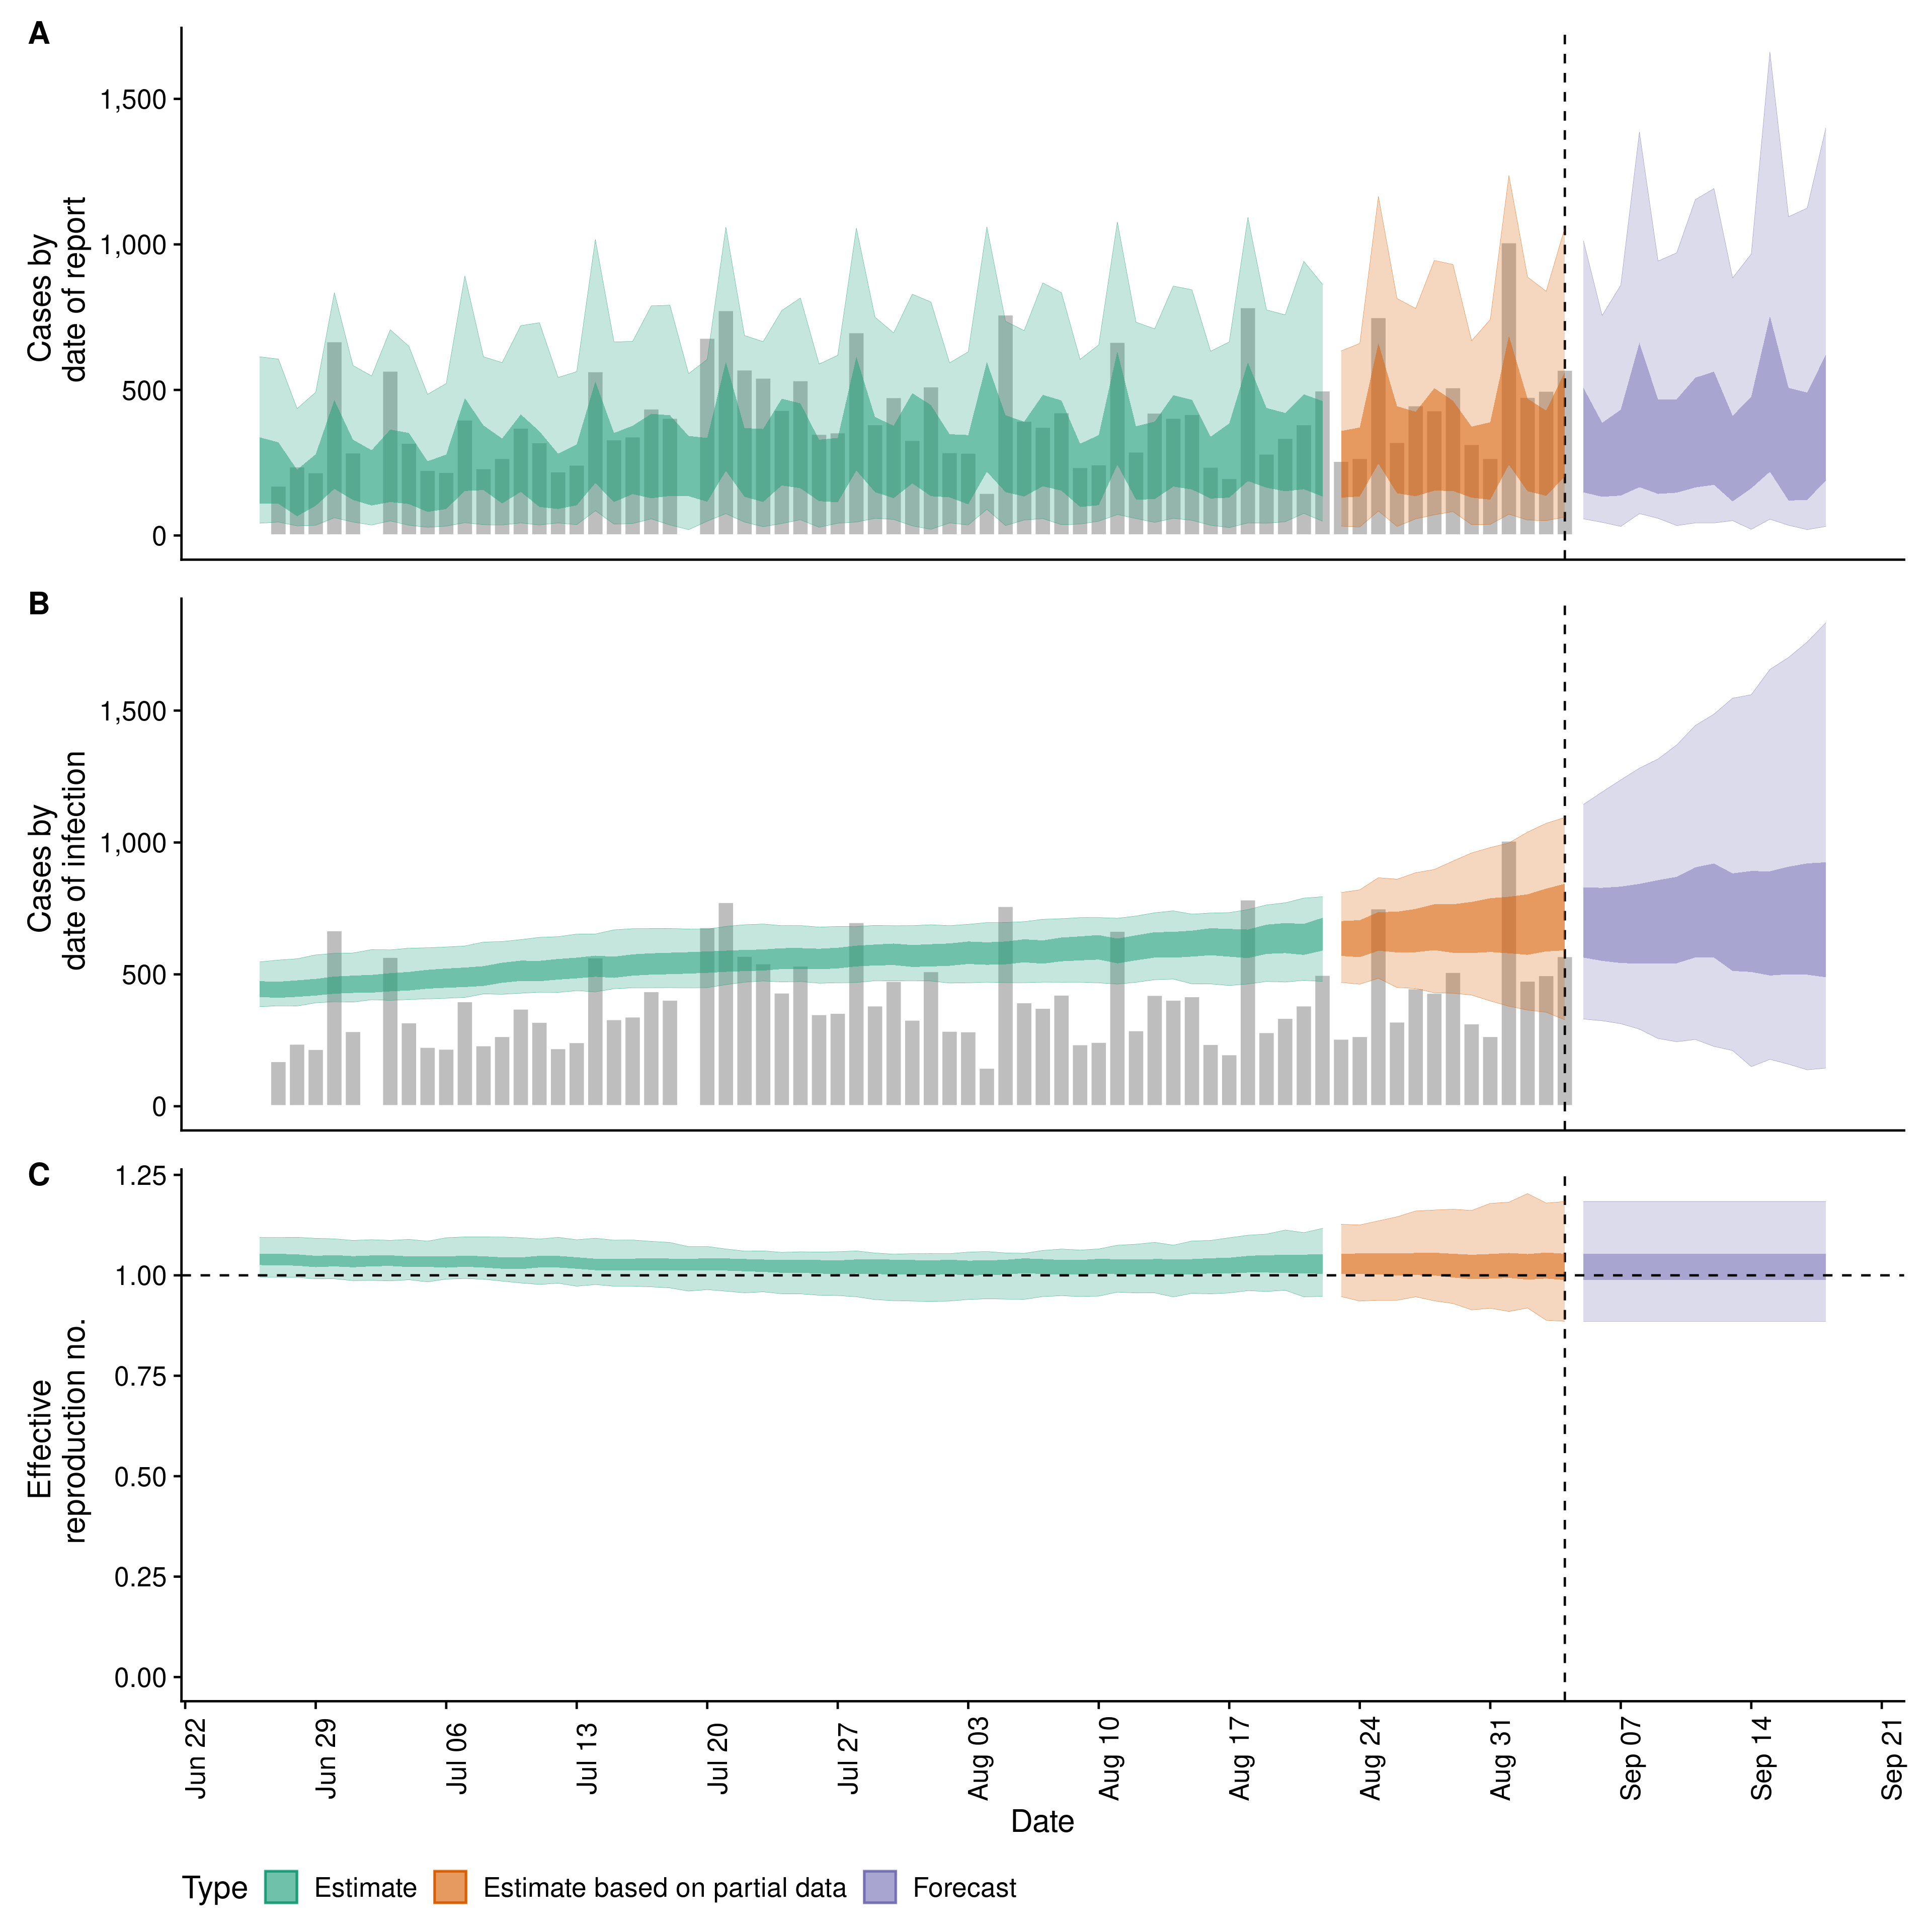 A
Cases by
date of report
1,500
1,000
500
0
B
Cases by
date of infection
1,500
1,000
500
0
C
Effective
reproduction no.
1.25
1.00
0.75
0.50
0.25
0.00
Jun 22
Jun 29
Jul 06
Jul 13
Jul 20
Jul 27
Aug 03
Aug 10
Aug 17
Aug 24
Aug 31
Sep 07
Sep 14
Sep 21
Date
Type Estimate Estimate based on partial data Forecast